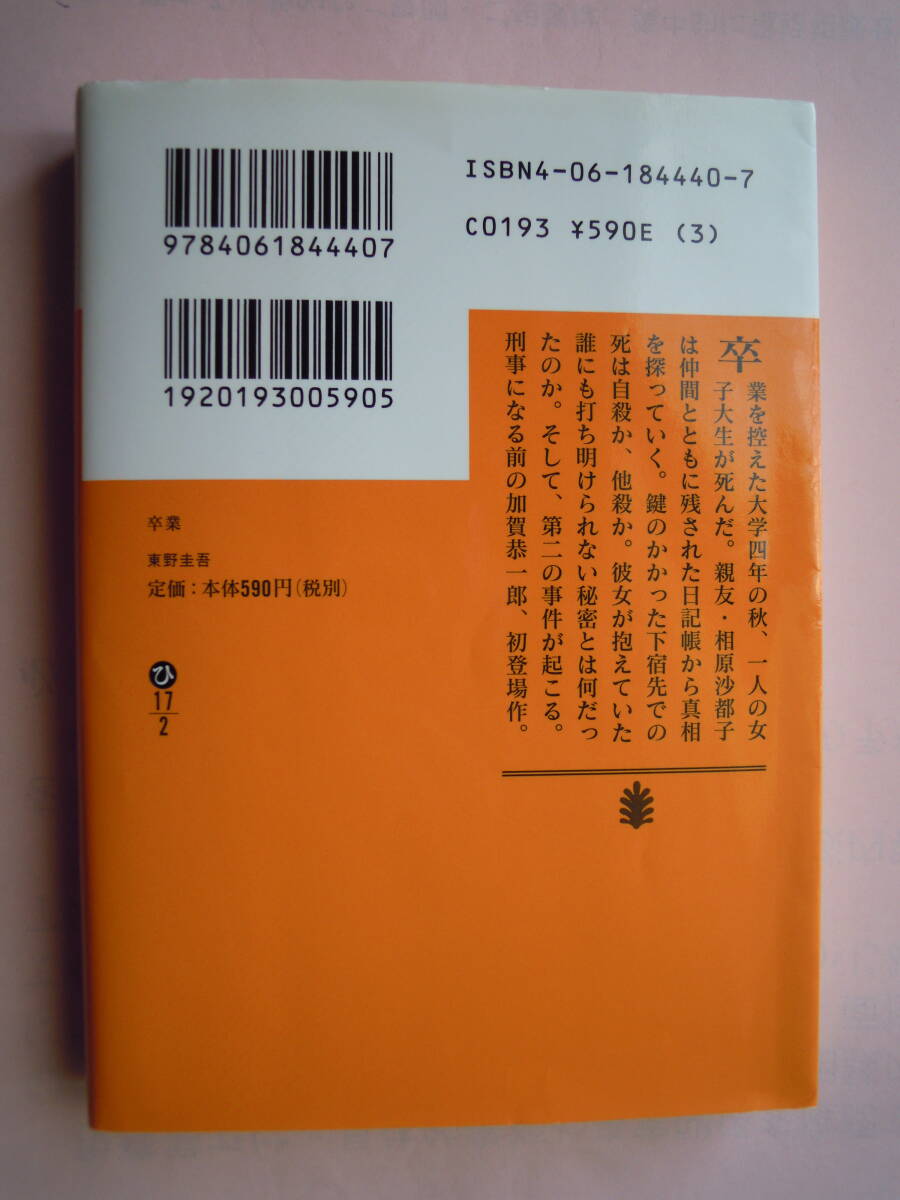 ISBN4-06-184440-7
C0193 ¥590E (3)
9784061844407
1920193005905
卒業を控えた大学四年の秋、一人の女
子大生が死んだ。親友・相原沙都子
は仲間とともに残された日記帳から真相
を探っていく。鍵のかかった下宿先での
死は自殺か、他殺か。彼女が抱えていた
誰にも打ち明けられない秘密とは何だっ
たのか。そして、第二の事件が起こる。
刑事になる前の加賀恭一郎、初登場作。
卒業
東野圭吾
定価:本体590円(税別)
ひ
17
2